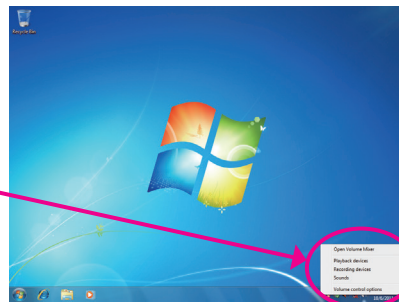 Recycle Bin
Open Volume Mixer
Playback devices
Recording devices
Sounds
Volume control options